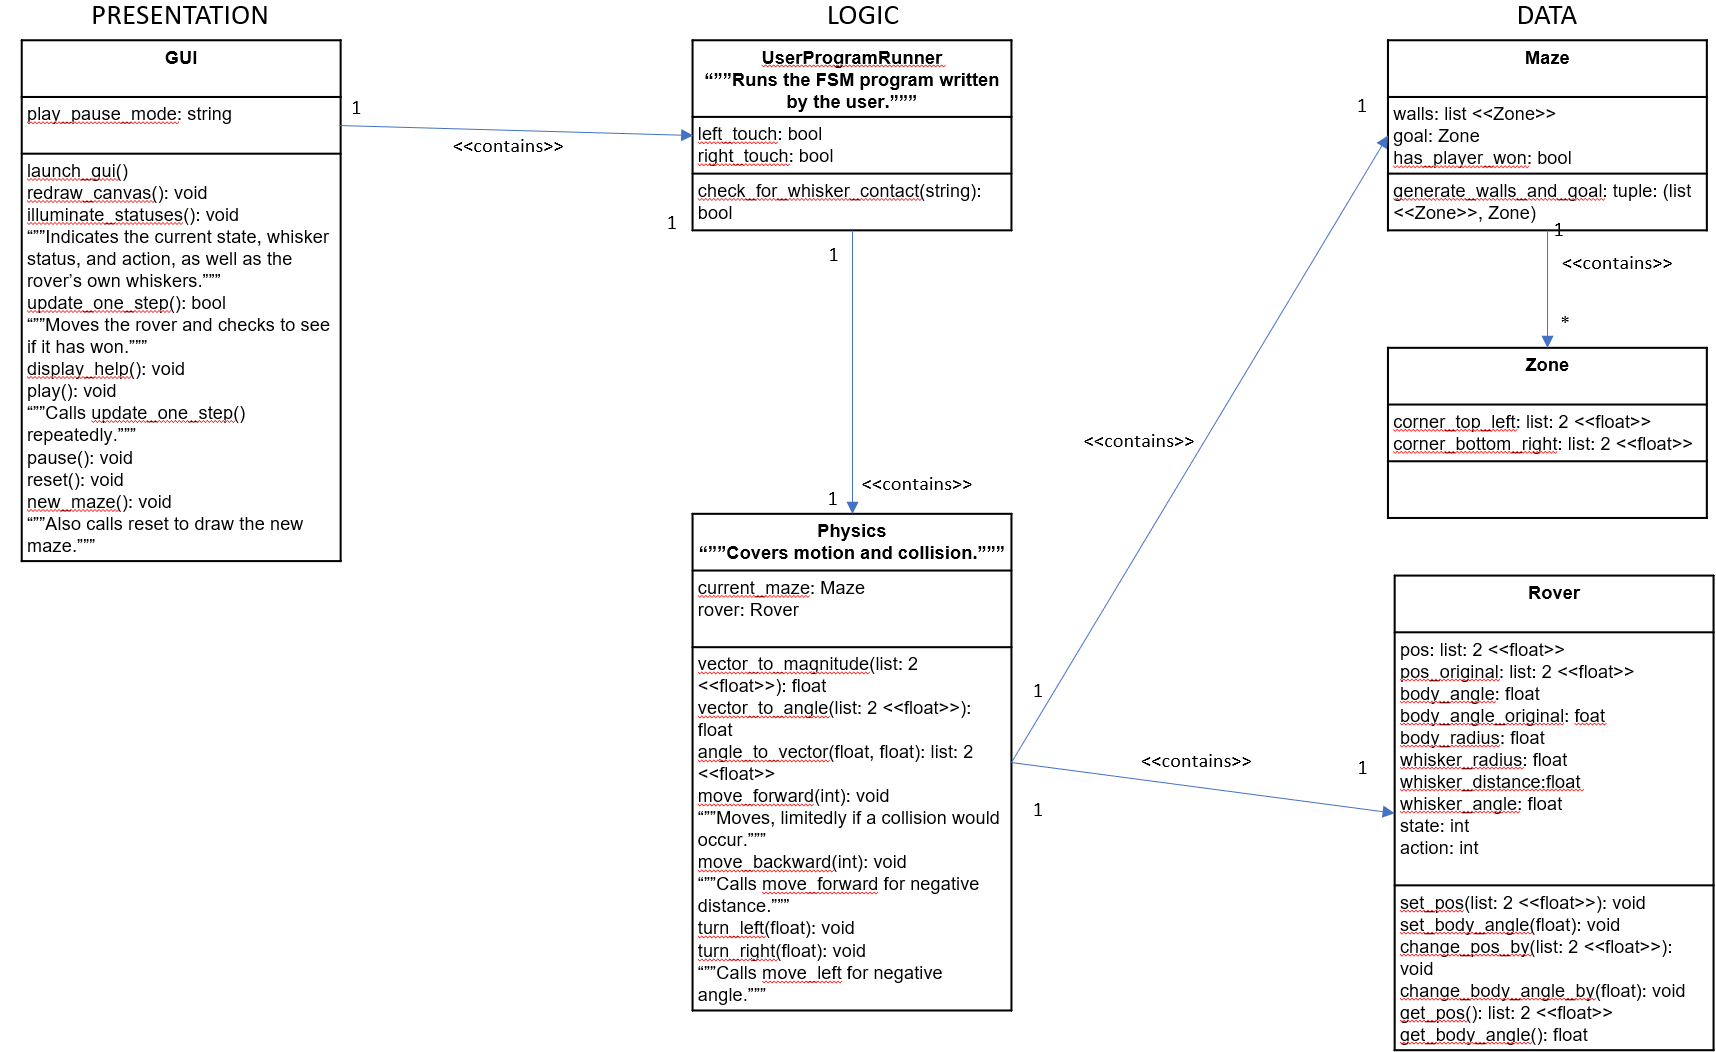 PRESENTATION
GUI
play_pause_mode: string
launch_gui()
redraw_canvas(): void
illuminate_statuses(): void
“””Indicates the current state, whisker
status, and action, as well as the
rover’s own whiskers.”””
update_one_step(): bool
“””Moves the rover and checks to see
if it has won.”””
display_help(): void
play(): void
“””Calls update_one_step()
repeatedly.”””
pause(): void
reset(): void
new_maze(): void
“””Also calls reset to draw the new
maze.”””
1
<<contains>>
1
LOGIC
UserProgramRunner
“””Runs the FSM program written
by the user.”””
left_touch: bool
right_touch: bool
check_for_whisker_contact(string):
bool
1
<<contains>>
1
Physics
“””Covers motion and collision.”””
current_maze: Maze
rover: Rover
vector_to_magnitude(list: 2
<<float>>): float
vector_to_angle(list: 2 <<float>>):
float
angle_to_vector(float, float): list: 2
<<float>>
move_forward(int): void
“””Moves, limitedly if a collision would
occur.”””
move_backward(int): void
“””Calls move_forward for negative
distance.”””
turn_left(float): void
turn_right(float): void
“””Calls move_left for negative
angle.”””
1
<<contains>>
1
1
<<contains>>
1
DATA
Maze
walls: list <<Zone>>
goal: Zone
has_player_won: bool
generate_walls_and_goal: tuple: (list
<<Zone>>, Zone)
1
<<contains>>
*
Zone
corner_top_left: list: 2 <<float>>
corner_bottom_right: list: 2 <<float>>
Rover
pos: list: 2 <<float>>
pos_original: list: 2 <<float>>
body_angle: float
body_angle_original: foat
body_radius: float
whisker_radius: float
whisker_distance:float
whisker_angle: float
state: int
action: int
set_pos(list: 2 <<float>>): void
set_body_angle(float): void
change_pos_by(list: 2 <<float>>):
void
change_body_angle_by(float): void
get_pos(): list: 2 <<float>>
get_body_angle(): float